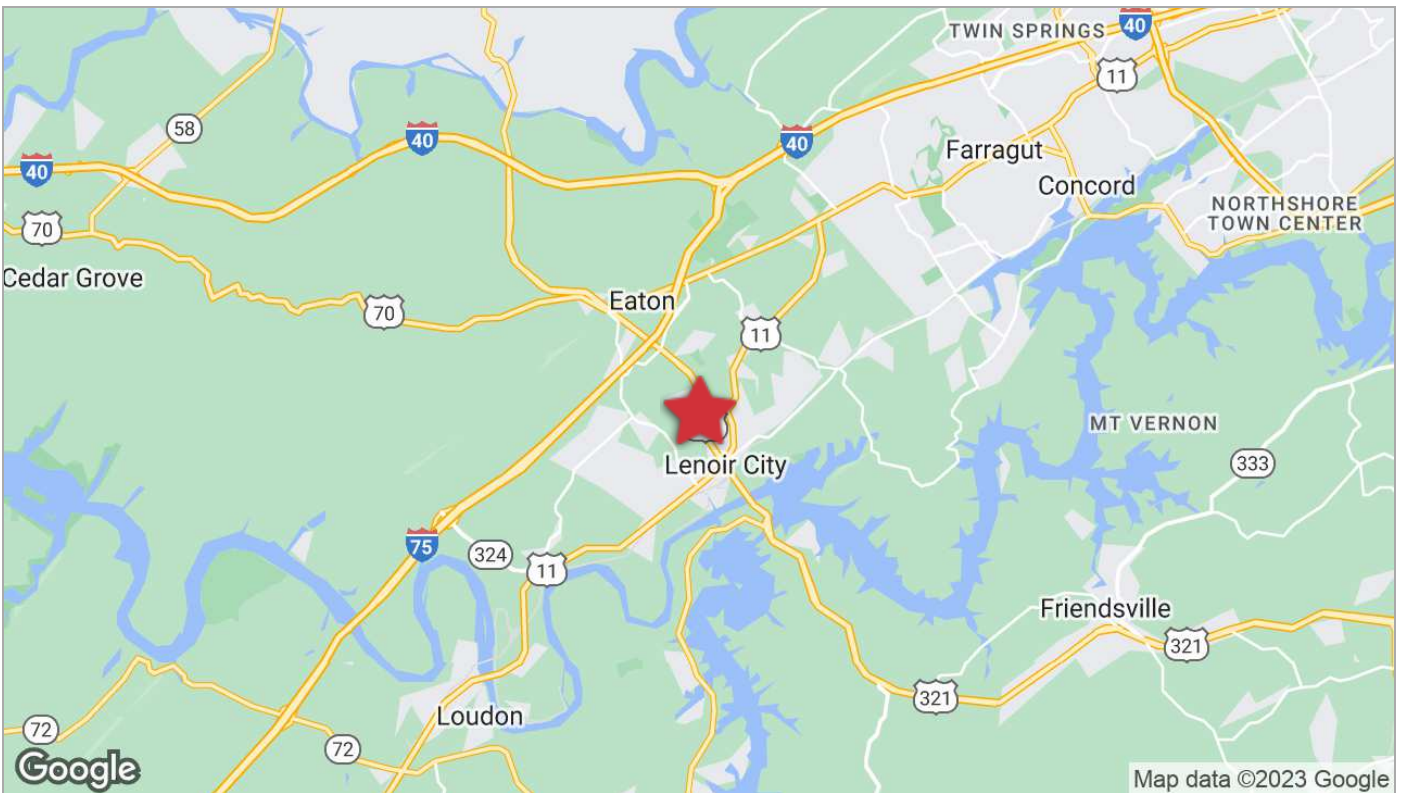 TWIN SPRINGS
40
11
58
40
40
Farragut
40
Concord
NORTHSHORE
TOWN CENTER
70
Cedar Grove
Eaton
70
11
MT VERNON
Lenoir City
333
75
324
11
Friendsville
321
321
Loudon
72
72
Google
Map data ©2023 Google